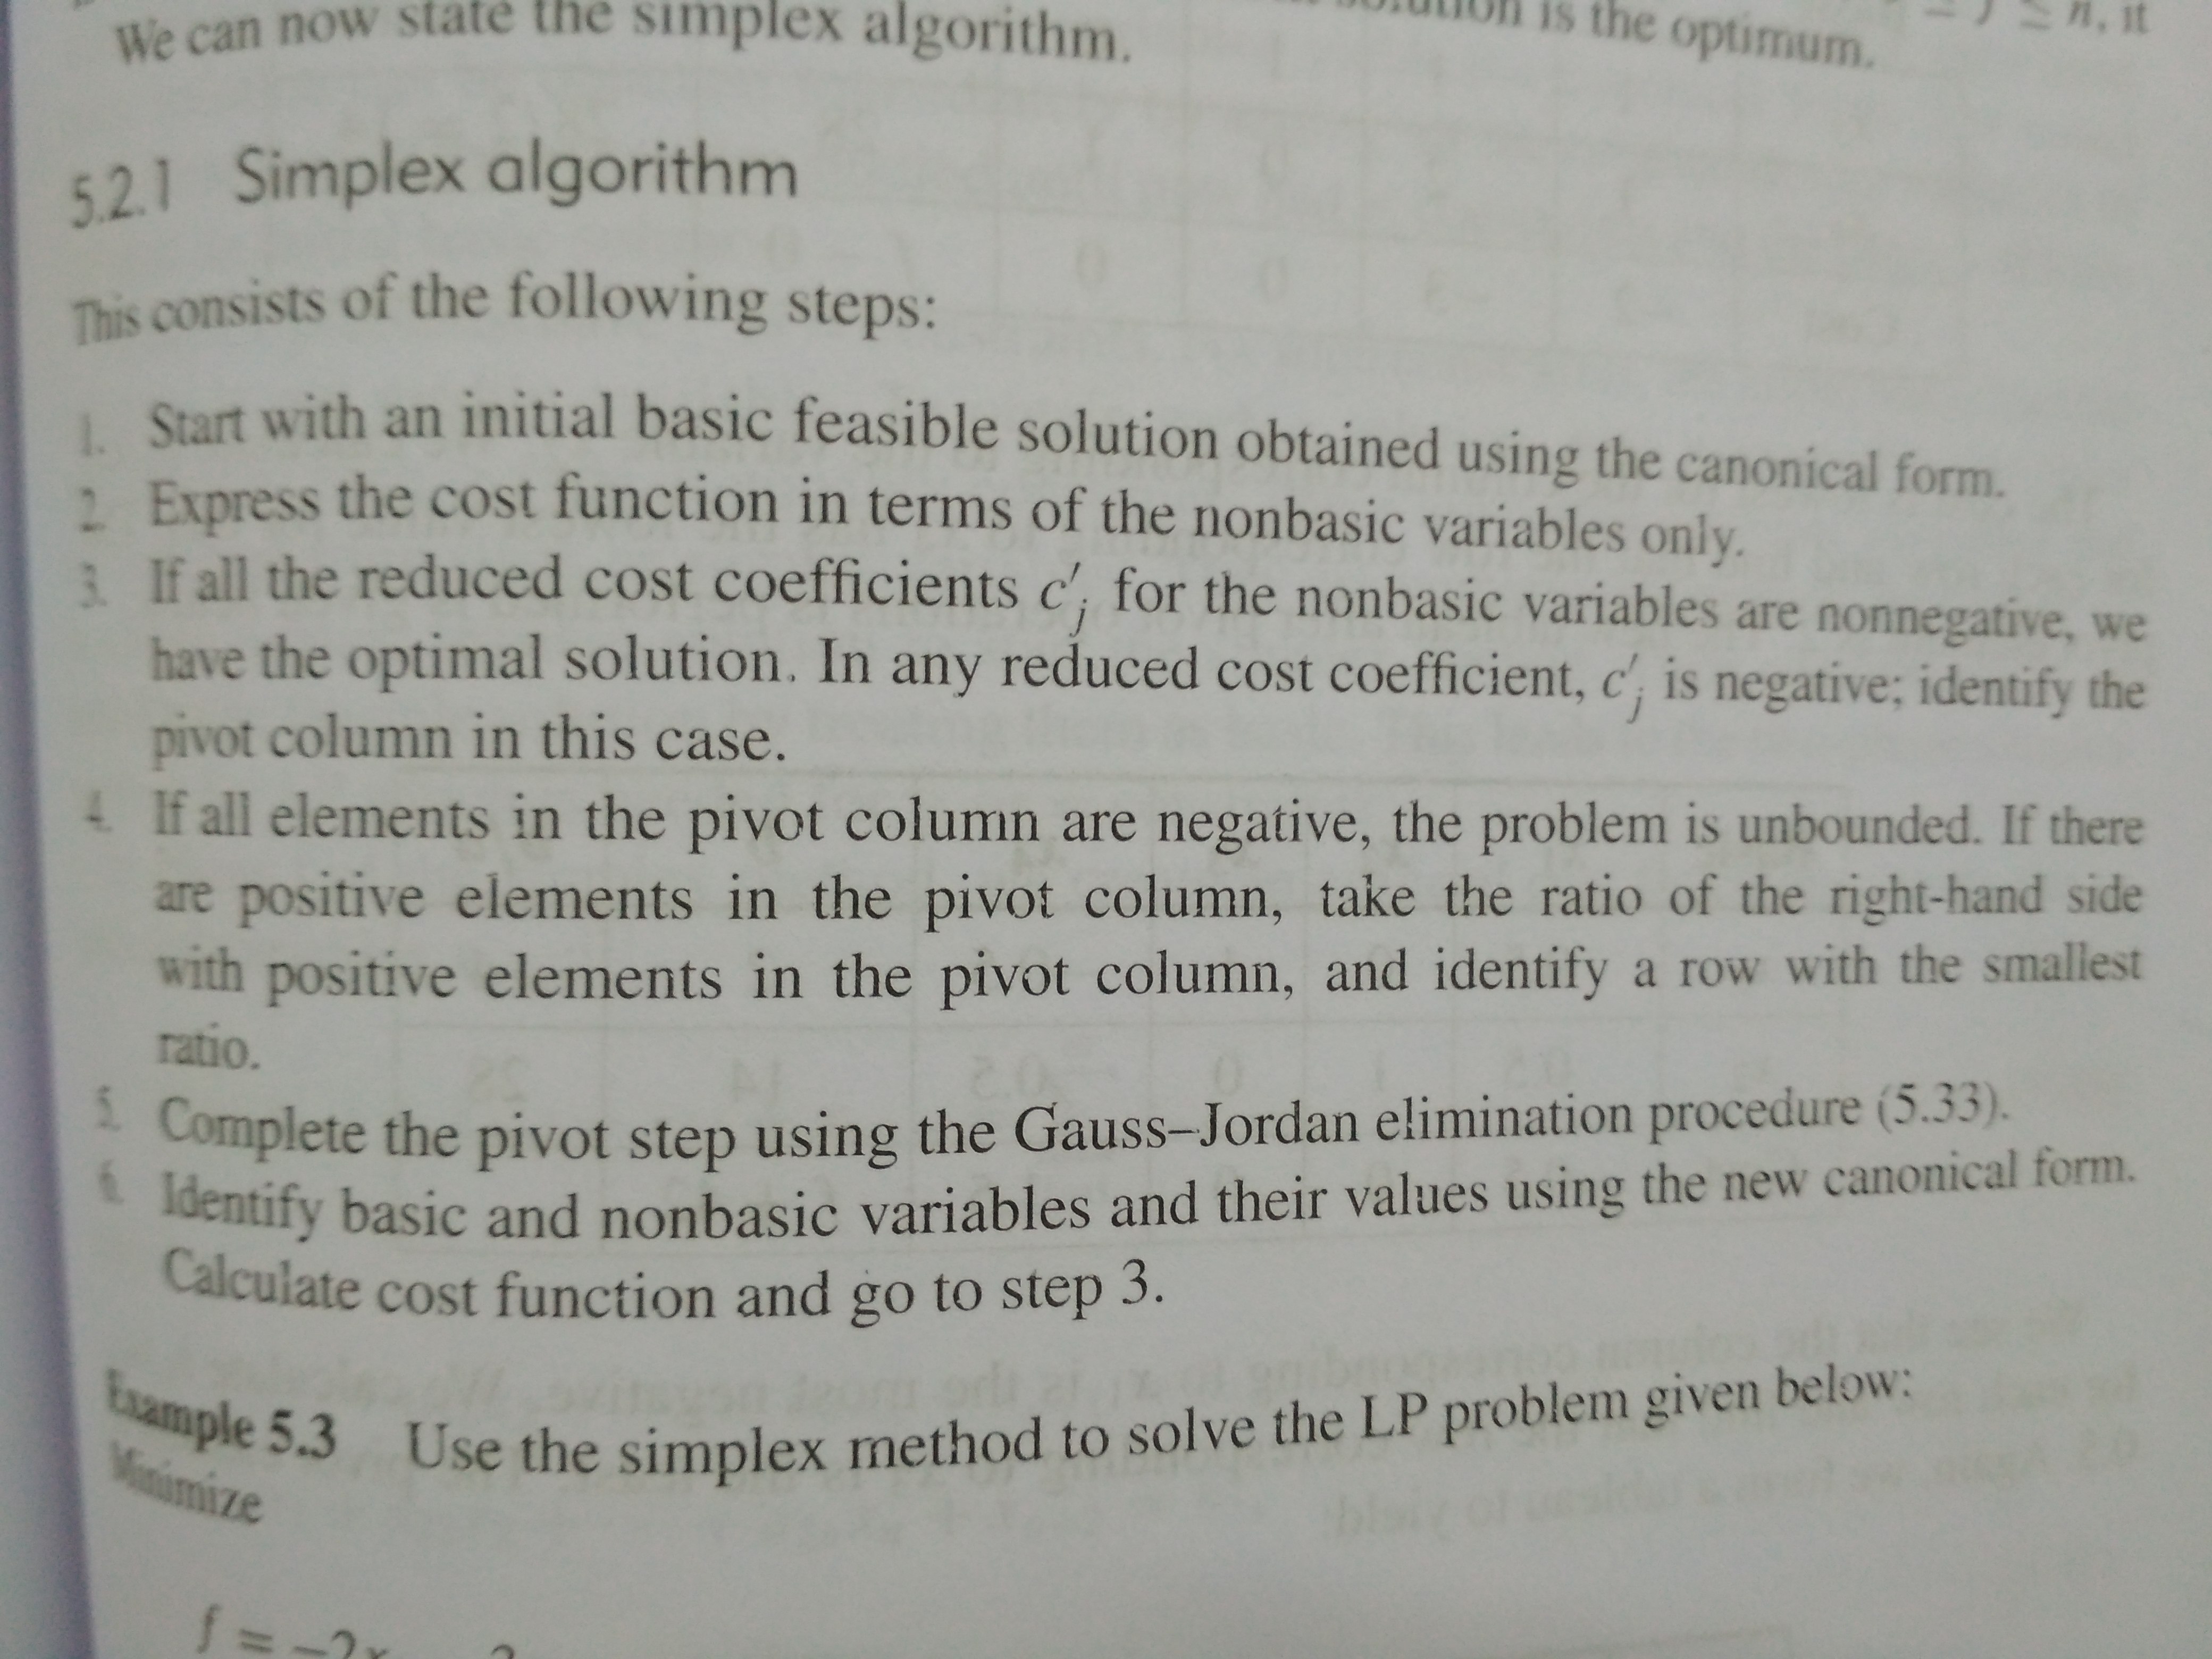 We can now state the simplex algorithm.
solution is the optimum.
≤ n, it
5.2.1 Simplex algorithm
This consists of the following steps:
1. Start with an initial basic feasible solution obtained using the canonical form.
2. Express the cost function in terms of the nonbasic variables only.
3. If all the reduced cost coefficients c′j for the nonbasic variables are nonnegative, we
have the optimal solution. In any reduced cost coefficient, c′j is negative; identify the
pivot column in this case.
4. If all elements in the pivot column are negative, the problem is unbounded. If there
are positive elements in the pivot column, take the ratio of the right-hand side
with positive elements in the pivot column, and identify a row with the smallest
ratio.
5. Complete the pivot step using the Gauss–Jordan elimination procedure (5.33).
6. Identify basic and nonbasic variables and their values using the new canonical form.
Calculate cost function and go to step 3.
Example 5.3 Use the simplex method to solve the LP problem given below:
Minimize
f = −2x